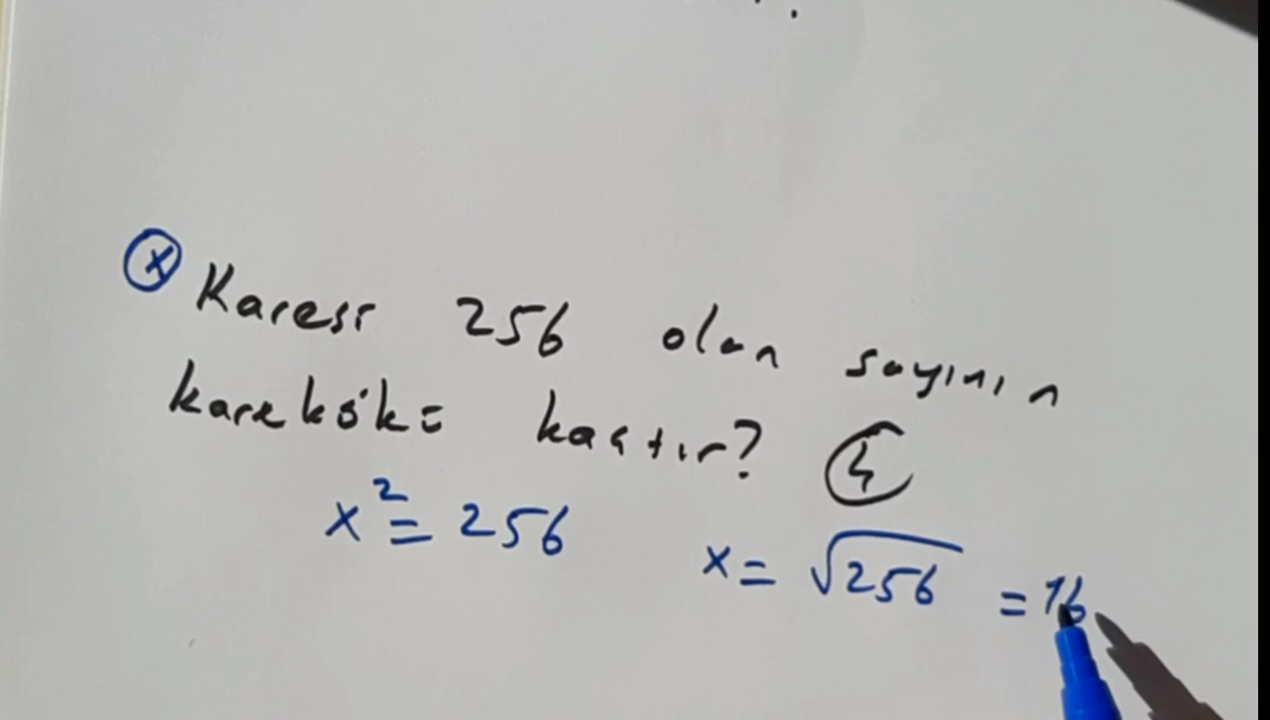 ⓧ Karesi 256 olan sayının
karekökü kaçtır? ④
x² = 256 x = √256 = 16